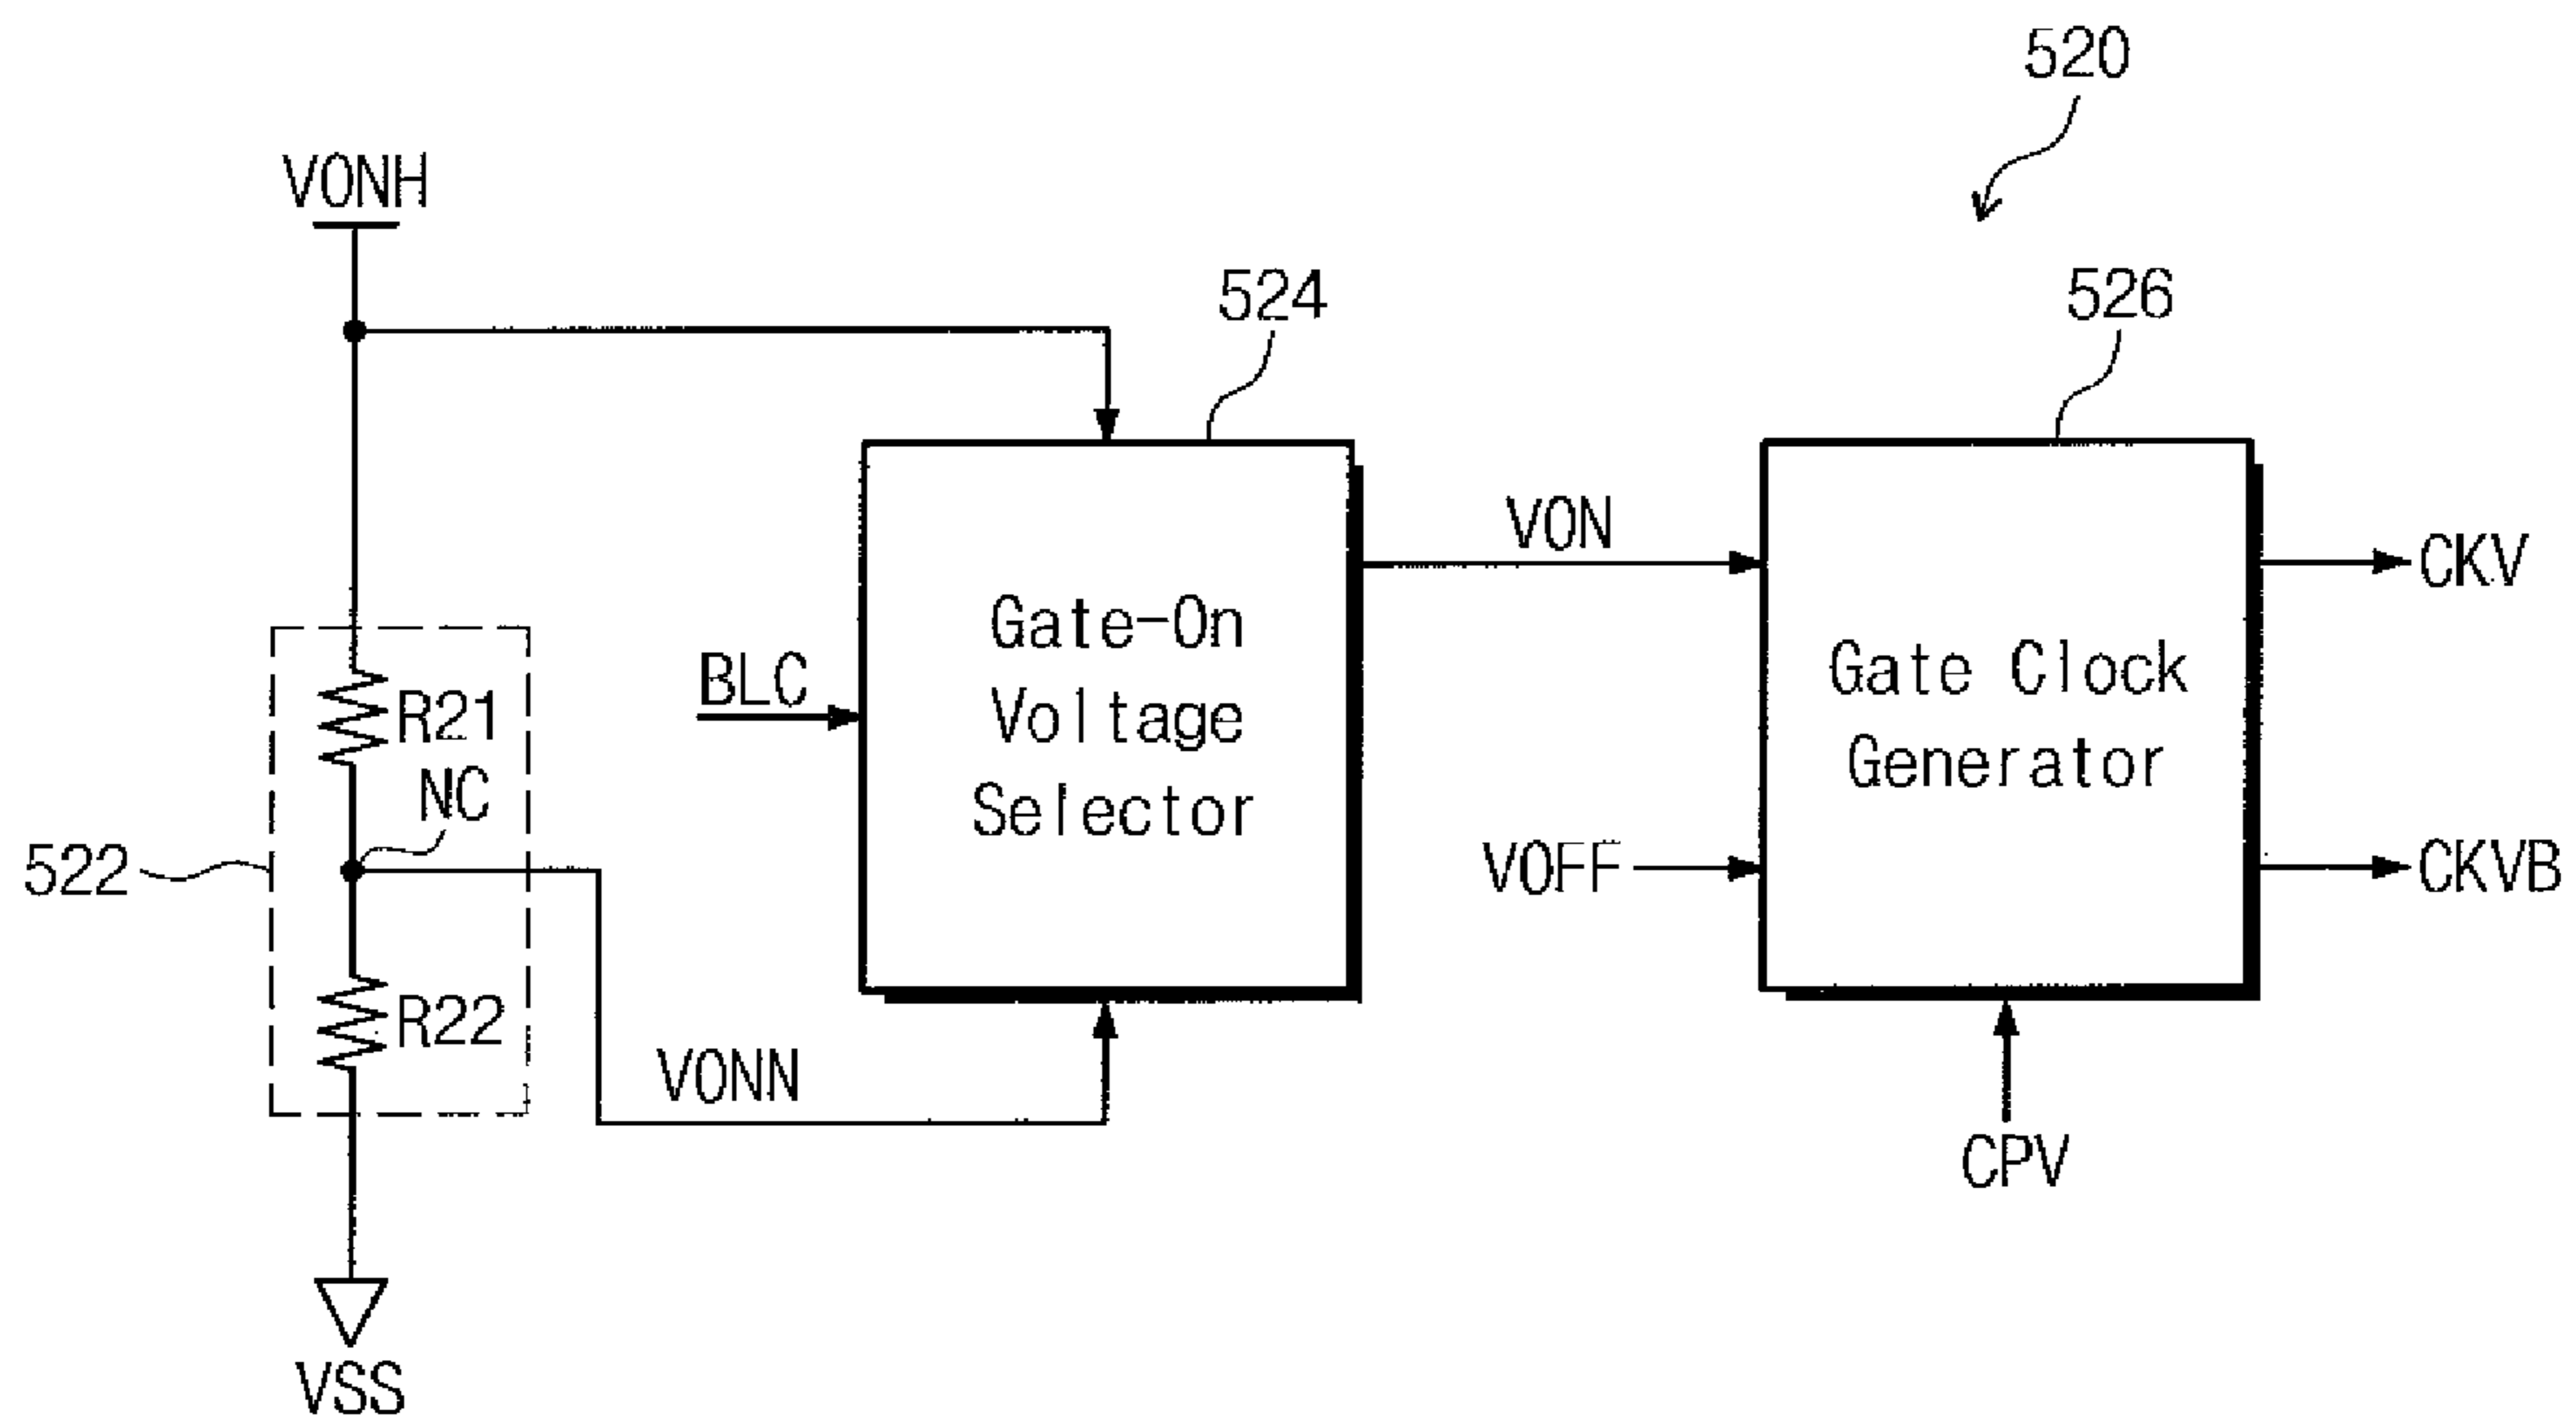 520
VONH
524
526
VON
CKV
Gate-On
Voltage
Selector
BLC
Gate Clock
Generator
R21
NC
522
VOFF
CKVB
R22
VONN
CPV
VSS